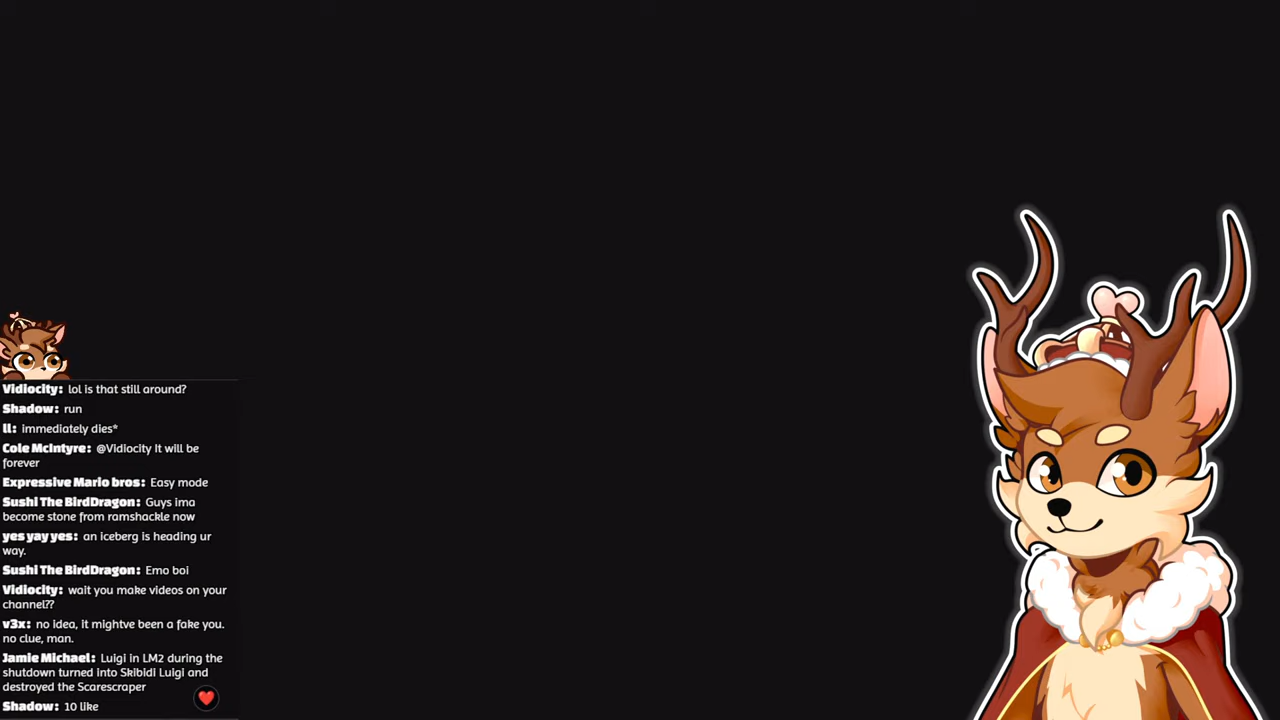 Vidiocity: lol is that still around?
Shadow: run
ll: immediately dies*
Cole McIntyre: @Vidiocity It will be
forever
Expressive Mario bros: Easy mode
Sushi The BirdDragon: Guys ima
become stone from ramshackle now
yes yay yes: an iceberg is heading ur
way.
Sushi The BirdDragon: Emo boi
Vidiocity: wait you make videos on your
channel??
v3x: no idea, it mightve been a fake you.
no clue, man.
Jamie Michael: Luigi in LM2 during the
shutdown turned into Skibidi Luigi and
destroyed the Scarescraper
Shadow: 10 like